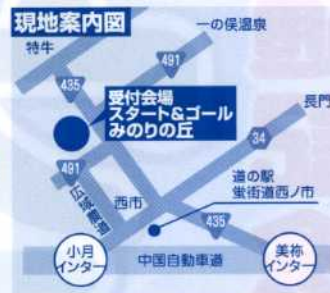 現地案内図
特牛
一の俣温泉
435
491
受付会場
スタート&ゴール
みのりの丘
長門
34
491
道の駅
蛍街道西ノ市
西市
広域農道
435
小月
インター
中国自動車道
美祢
インター